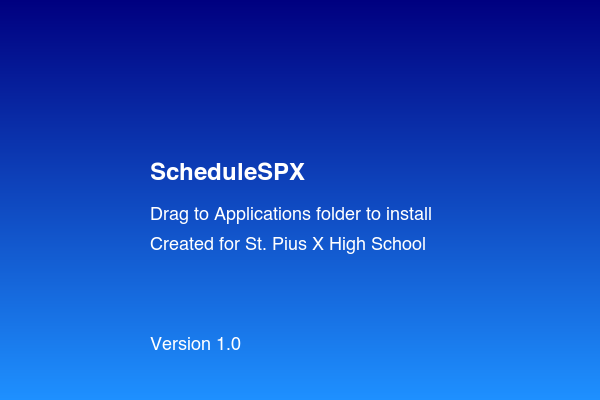 ScheduleSPX
Drag to Applications folder to install
Created for St. Pius X High School
Version 1.0